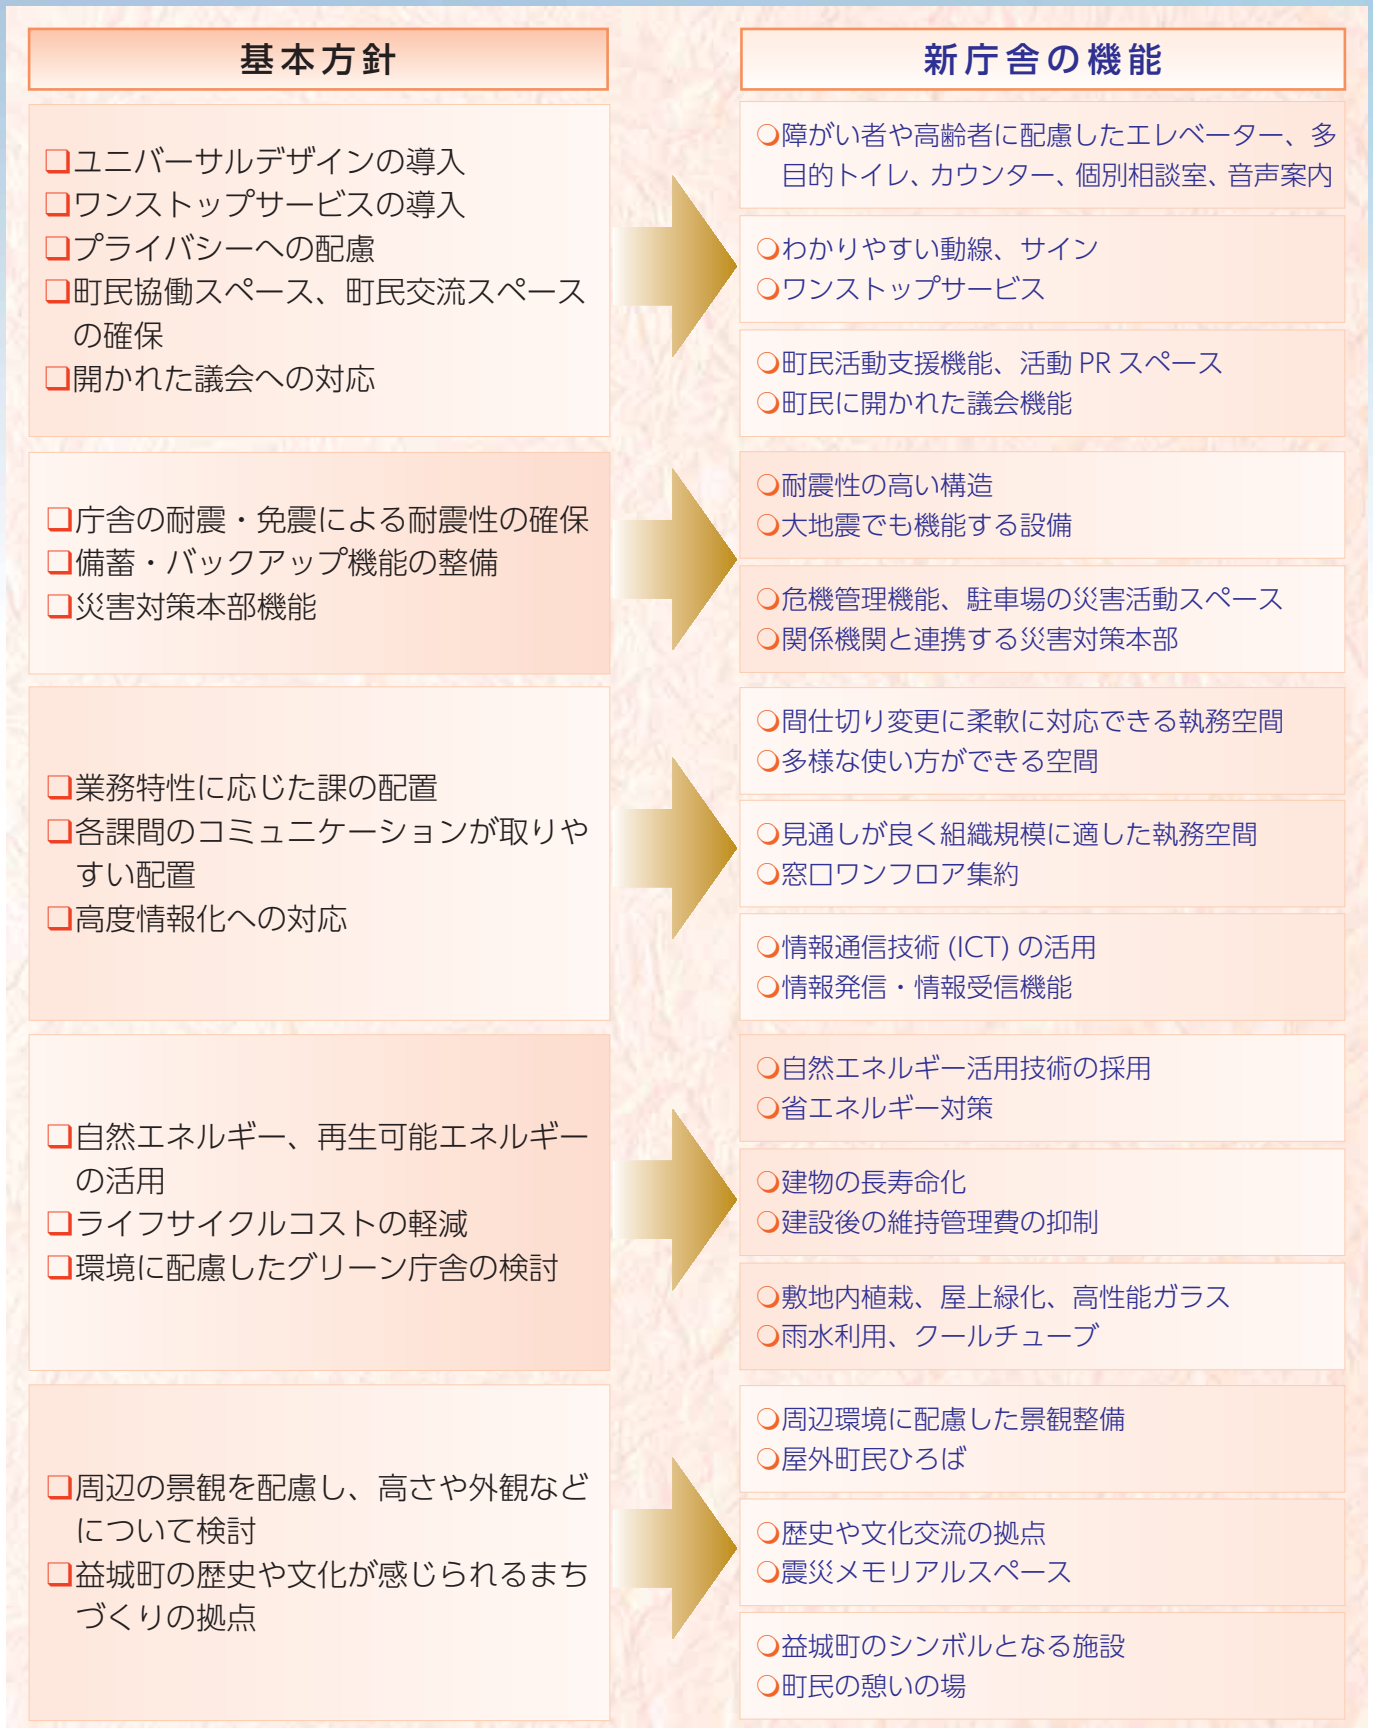 基本方針
❏ユニバーサルデザインの導入
❏ワンストップサービスの導入
❏プライバシーへの配慮
❏町民協働スペース、町民交流スペース
の確保
❏開かれた議会への対応
❏庁舎の耐震・免震による耐震性の確保
❏備蓄・バックアップ機能の整備
❏災害対策本部機能
❏業務特性に応じた課の配置
❏各課間のコミュニケーションが取りや
すい配置
❏高度情報化への対応
❏自然エネルギー、再生可能エネルギー
の活用
❏ライフサイクルコストの軽減
❏環境に配慮したグリーン庁舎の検討
❏周辺の景観を配慮し、高さや外観など
について検討
❏益城町の歴史や文化が感じられるまち
づくりの拠点
新庁舎の機能
❍障がい者や高齢者に配慮したエレベーター、多
目的トイレ、カウンター、個別相談室、音声案内
❍わかりやすい動線、サイン
❍ワンストップサービス
❍町民活動支援機能、活動 PR スペース
❍町民に開かれた議会機能
❍耐震性の高い構造
❍大地震でも機能する設備
❍危機管理機能、駐車場の災害活動スペース
❍関係機関と連携する災害対策本部
❍間仕切り変更に柔軟に対応できる執務空間
❍多様な使い方ができる空間
❍見通しが良く組織規模に適した執務空間
❍窓口ワンフロア集約
❍情報通信技術 (ICT) の活用
❍情報発信・情報受信機能
❍自然エネルギー活用技術の採用
❍省エネルギー対策
❍建物の長寿命化
❍建設後の維持管理費の抑制
❍敷地内植栽、屋上緑化、高性能ガラス
❍雨水利用、クールチューブ
❍周辺環境に配慮した景観整備
❍屋外町民ひろば
❍歴史や文化交流の拠点
❍震災メモリアルスペース
❍益城町のシンボルとなる施設
❍町民の憩いの場